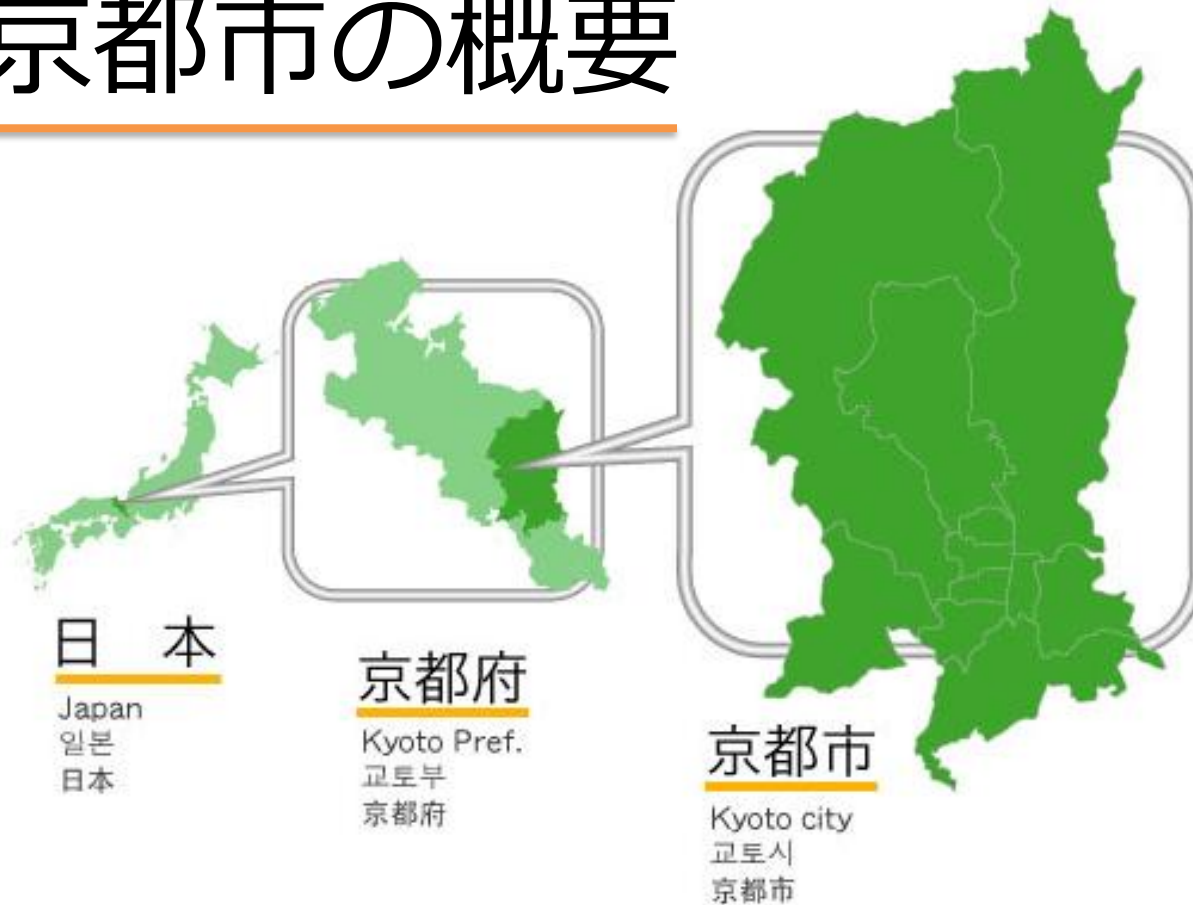 京都市の概要
日　本
Japan
일본
日本
京都府
Kyoto Pref.
교토부
京都府
京都市
Kyoto city
교토시
京都市